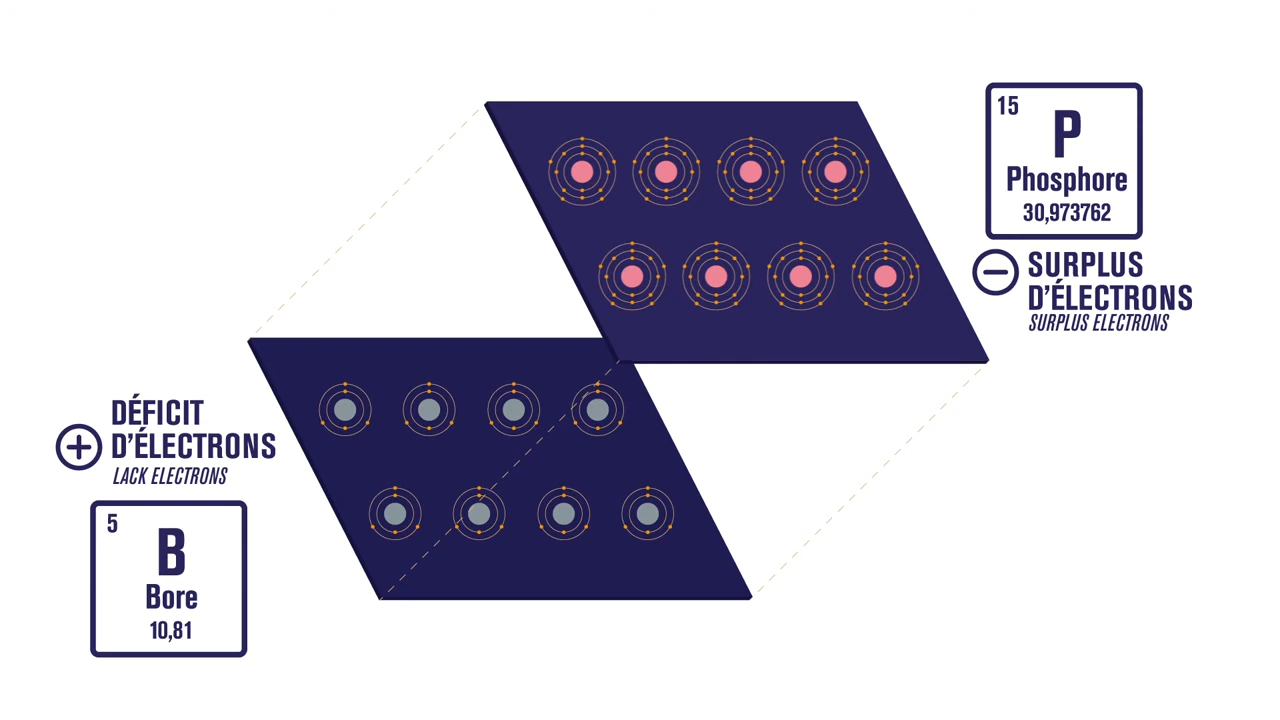 15
P
Phosphore
30,973762
−
SURPLUS
D'ÉLECTRONS
SURPLUS ELECTRONS
DÉFICIT
+
D'ÉLECTRONS
LACK ELECTRONS
5
B
Bore
10,81